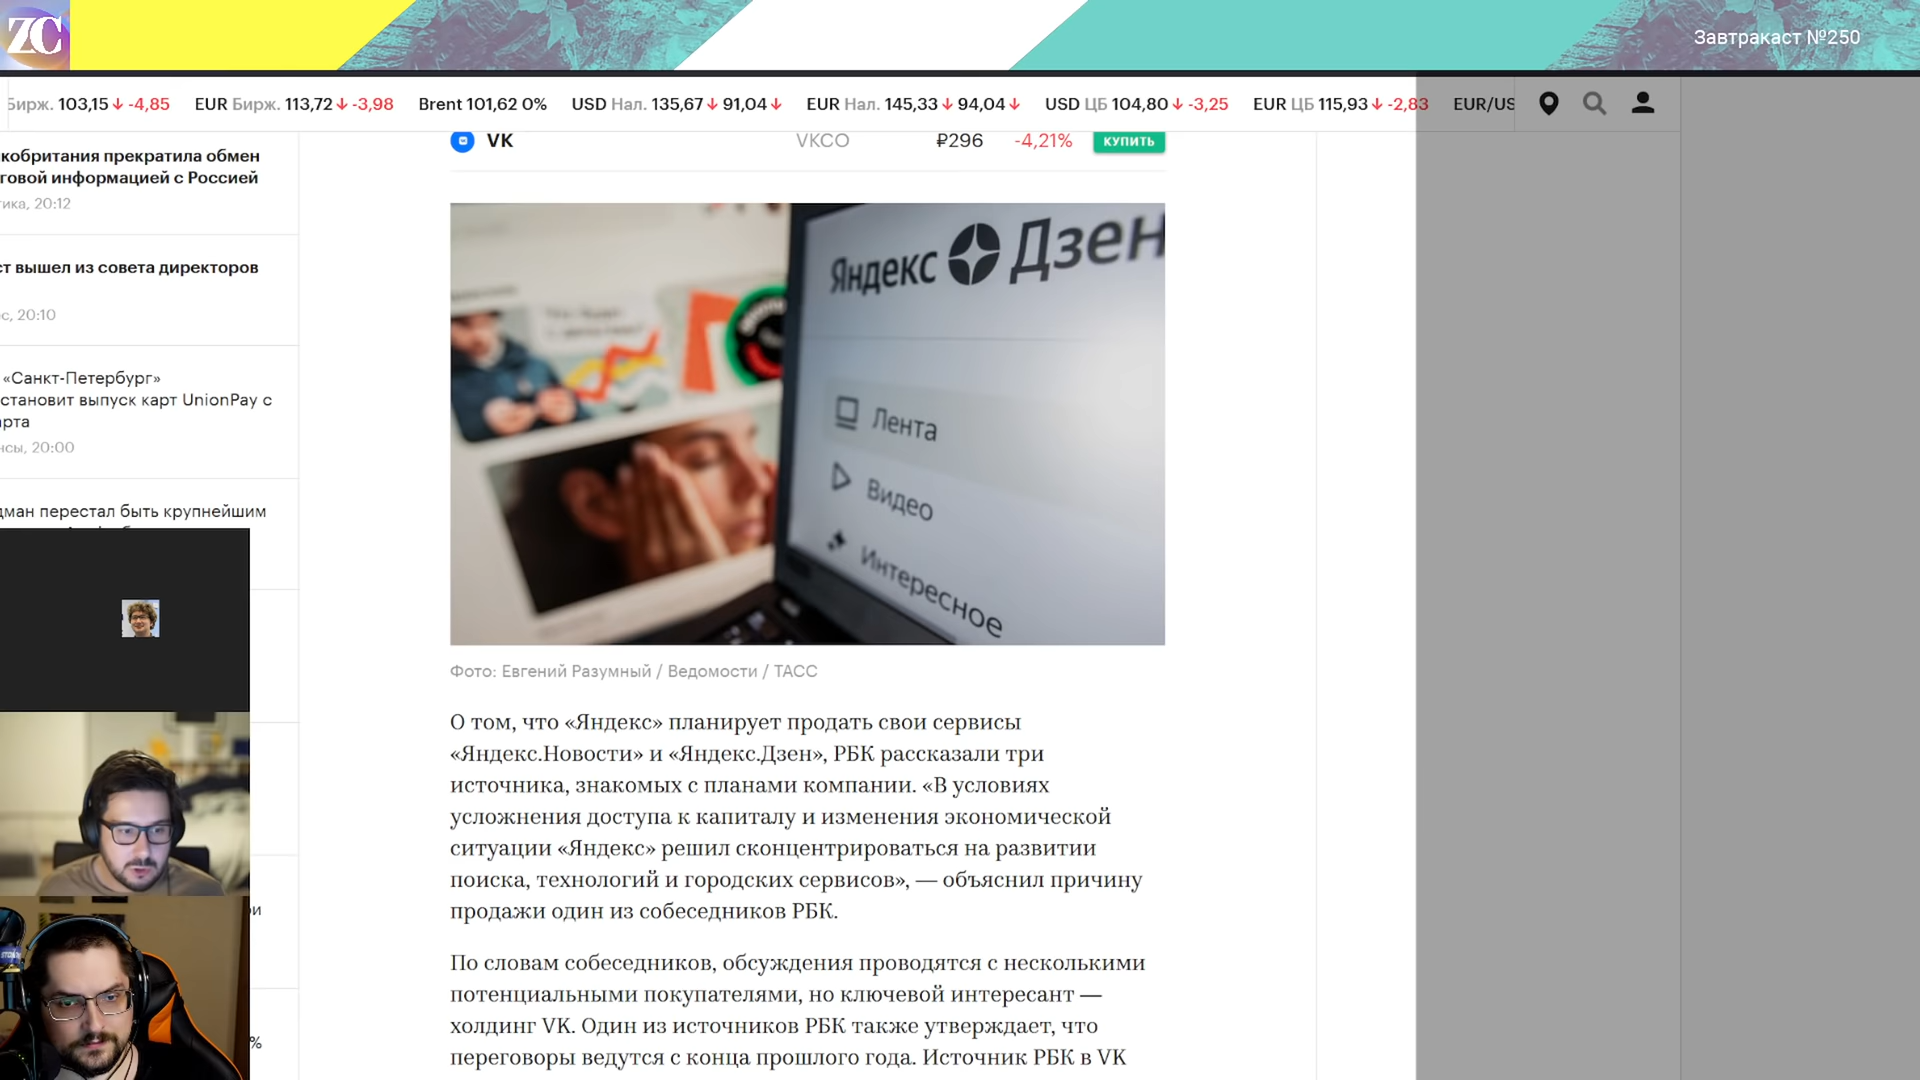 ZC
Завтракаст №250
Бирж. 103,15 -4,85 EUR Бирж. 113,72 -3,98 Brent 101,62 0% USD Нал. 135,67 91,04 EUR Нал. 145,33 94,04 USD ЦБ 104,80 -3,25 EUR ЦБ 115,93 -2,83 EUR/US
VK VKCO ₽296 -4,21% КУПИТЬ
кобритания прекратила обмен
говой информацией с Россией
тика, 20:12
ст вышел из совета директоров
с, 20:10
«Санкт-Петербург»
становит выпуск карт UnionPay с
арта
нсы, 20:00
дман перестал быть крупнейшим
Яндекс Дзен
Лента
Видео
Интересное
Фото: Евгений Разумный / Ведомости / ТАСС
О том, что «Яндекс» планирует продать свои сервисы
«Яндекс.Новости» и «Яндекс.Дзен», РБК рассказали три
источника, знакомых с планами компании. «В условиях
усложнения доступа к капиталу и изменения экономической
ситуации «Яндекс» решил сконцентрироваться на развитии
поиска, технологий и городских сервисов», — объяснил причину
продажи один из собеседников РБК.
По словам собеседников, обсуждения проводятся с несколькими
потенциальными покупателями, но ключевой интересант —
холдинг VK. Один из источников РБК также утверждает, что
переговоры ведутся с конца прошлого года. Источник РБК в VK
и
%